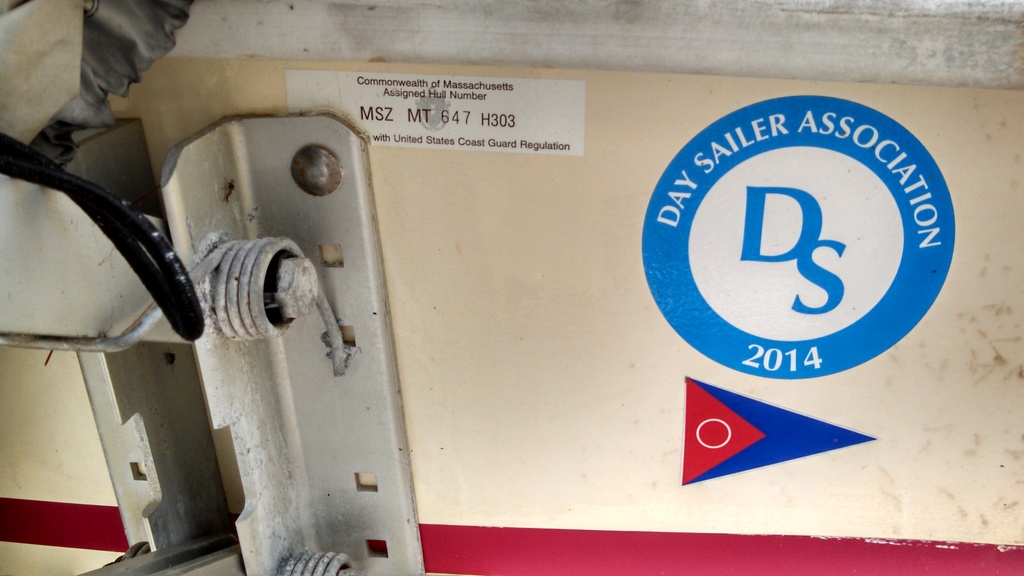 Commonwealth of Massachusetts
Assigned Hull Number
MSZ MT 647 H303
with United States Coast Guard Regulation
DAY SAILER ASSOCIATION
DS
2014